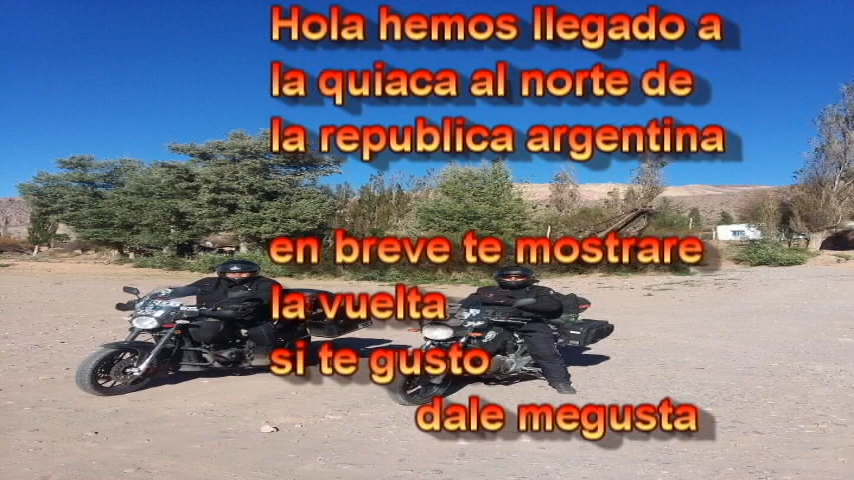 Hola hemos llegado a
la quiaca al norte de
la republica argentina
en breve te mostrare
la vuelta
si te gusto
dale megusta